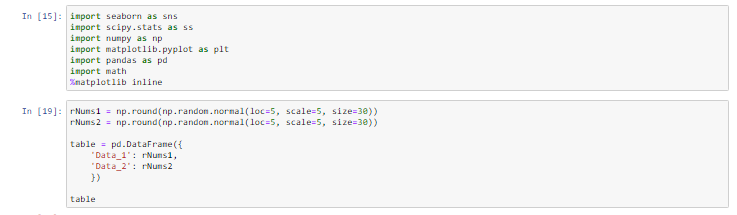 In [15]: import seaborn as sns
import scipy.stats as ss
import numpy as np
import matplotlib.pyplot as plt
import pandas as pd
import math
%matplotlib inline
In [19]: rNums1 = np.round(np.random.normal(loc=5, scale=5, size=30))
rNums2 = np.round(np.random.normal(loc=5, scale=5, size=30))
table = pd.DataFrame({
'Data_1': rNums1,
'Data_2': rNums2
})
table